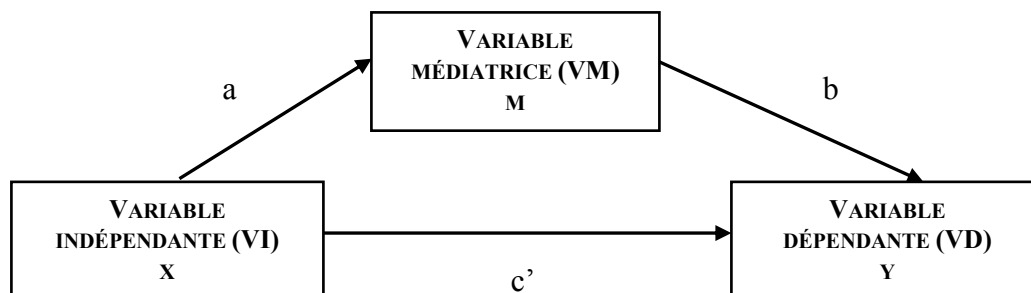 VARIABLE
MÉDIATRICE (VM)
M
a
b
VARIABLE
INDÉPENDANTE (VI)
X
VARIABLE
DÉPENDANTE (VD)
Y
c’